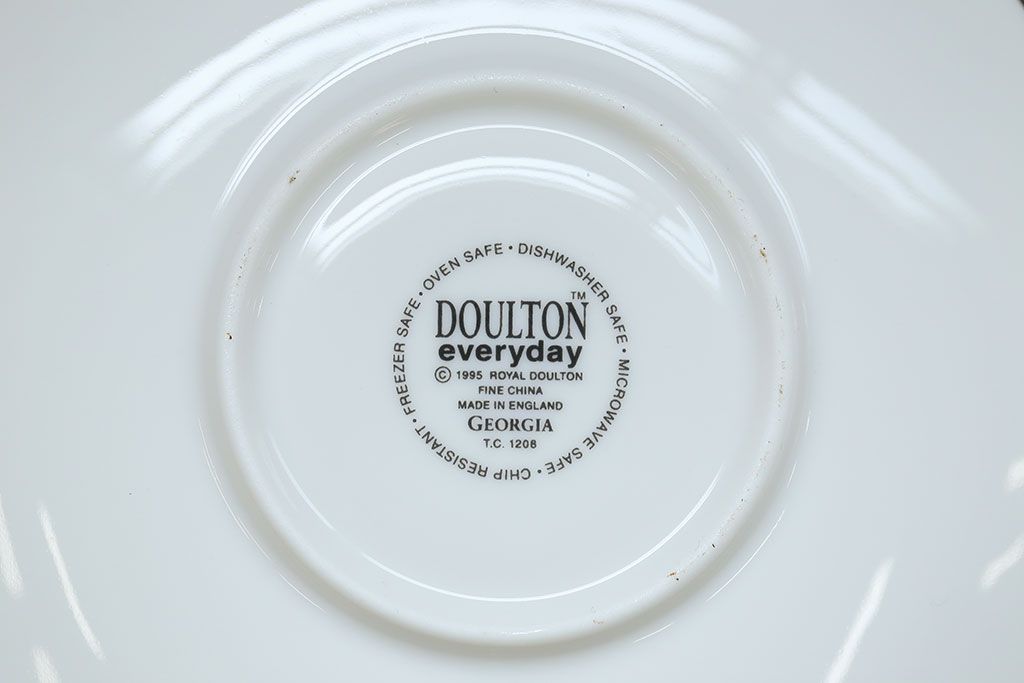 FREEZER SAFE • OVEN SAFE • DISHWASHER SAFE • MICROWAVE SAFE • CHIP RESISTANT •
DOULTON™
everyday
© 1995 ROYAL DOULTON
FINE CHINA
MADE IN ENGLAND
GEORGIA
T.C. 1208